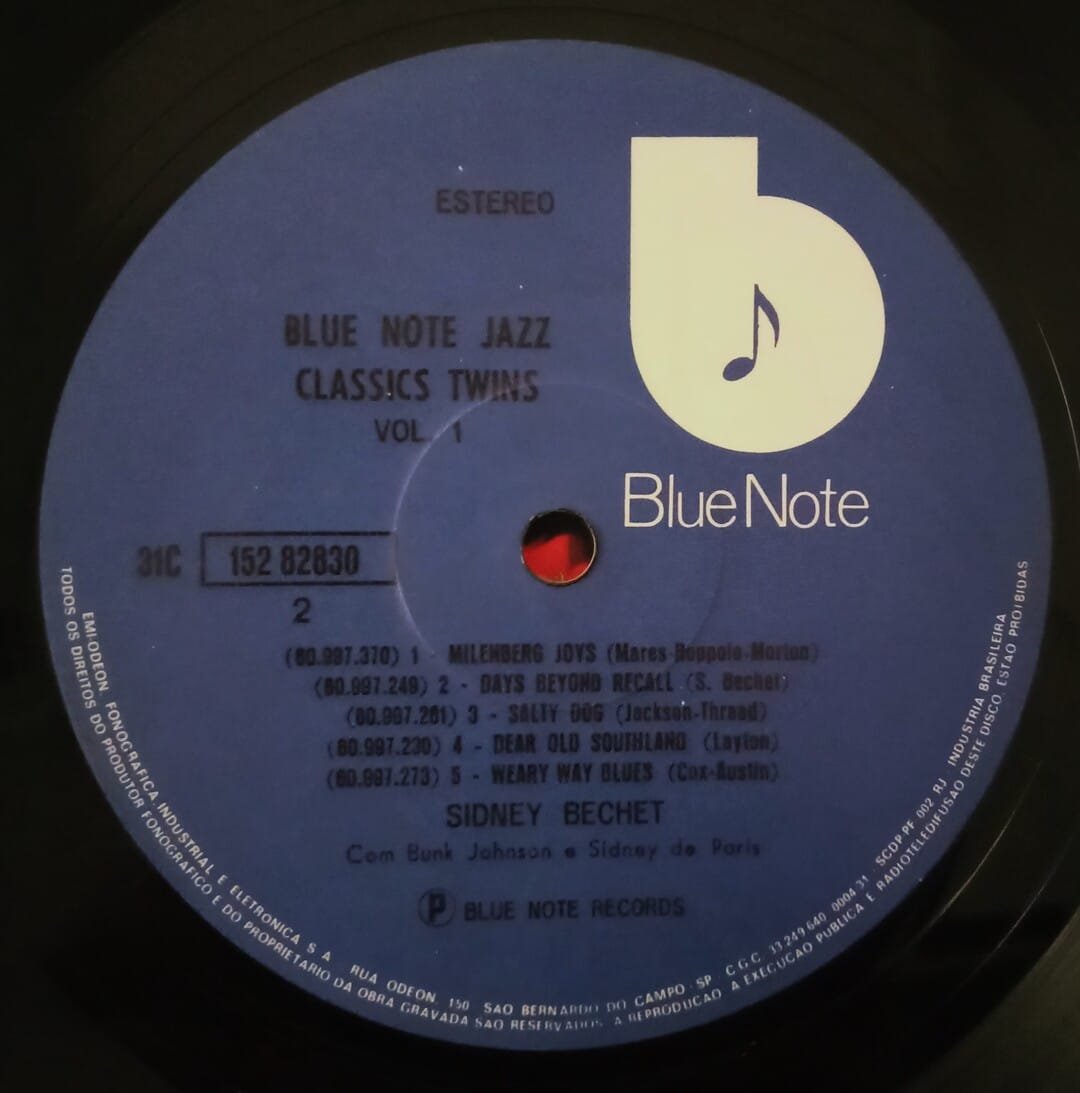 ESTEREO
BLUE NOTE JAZZ
CLASSICS TWINS
VOL. 1
Blue Note
31C 152 82830
2
(60.997.370) 1 - MILENBERG JOYS (Mares-Roppolo-Morton)
(60.997.249) 2 - DAYS BEYOND RECALL (S. Bechet)
(60.997.261) 3 - SALTY DOG (Jackson-Thread)
(60.997.230) 4 - DEAR OLD SOUTHLAND (Layton)
(60.997.273) 5 - WEARY WAY BLUES (Cox-Austin)
SIDNEY BECHET
Com Bunk Johnson e Sidney de Paris
Ⓟ BLUE NOTE RECORDS
EMI-ODEON. FONOGRAFICA INDUSTRIAL E ELETRONICA S A . RUA ODEON, 150 SAO BERNARDO DO CAMPO - SP . C G C. 33 249 640 0004 31 . SCDP PF 002 RJ INDUSTRIA BRASILEIRA
TODOS OS DIREITOS DO PRODUTOR FONOGRAFICO E DO PROPRIETARIO DA OBRA GRAVADA SAO RESERVADOS. A REPRODUCAO, A EXECUCAO PUBLICA E RADIOTELEDIFUSAO DESTE DISCO, ESTAO PROIBIDAS